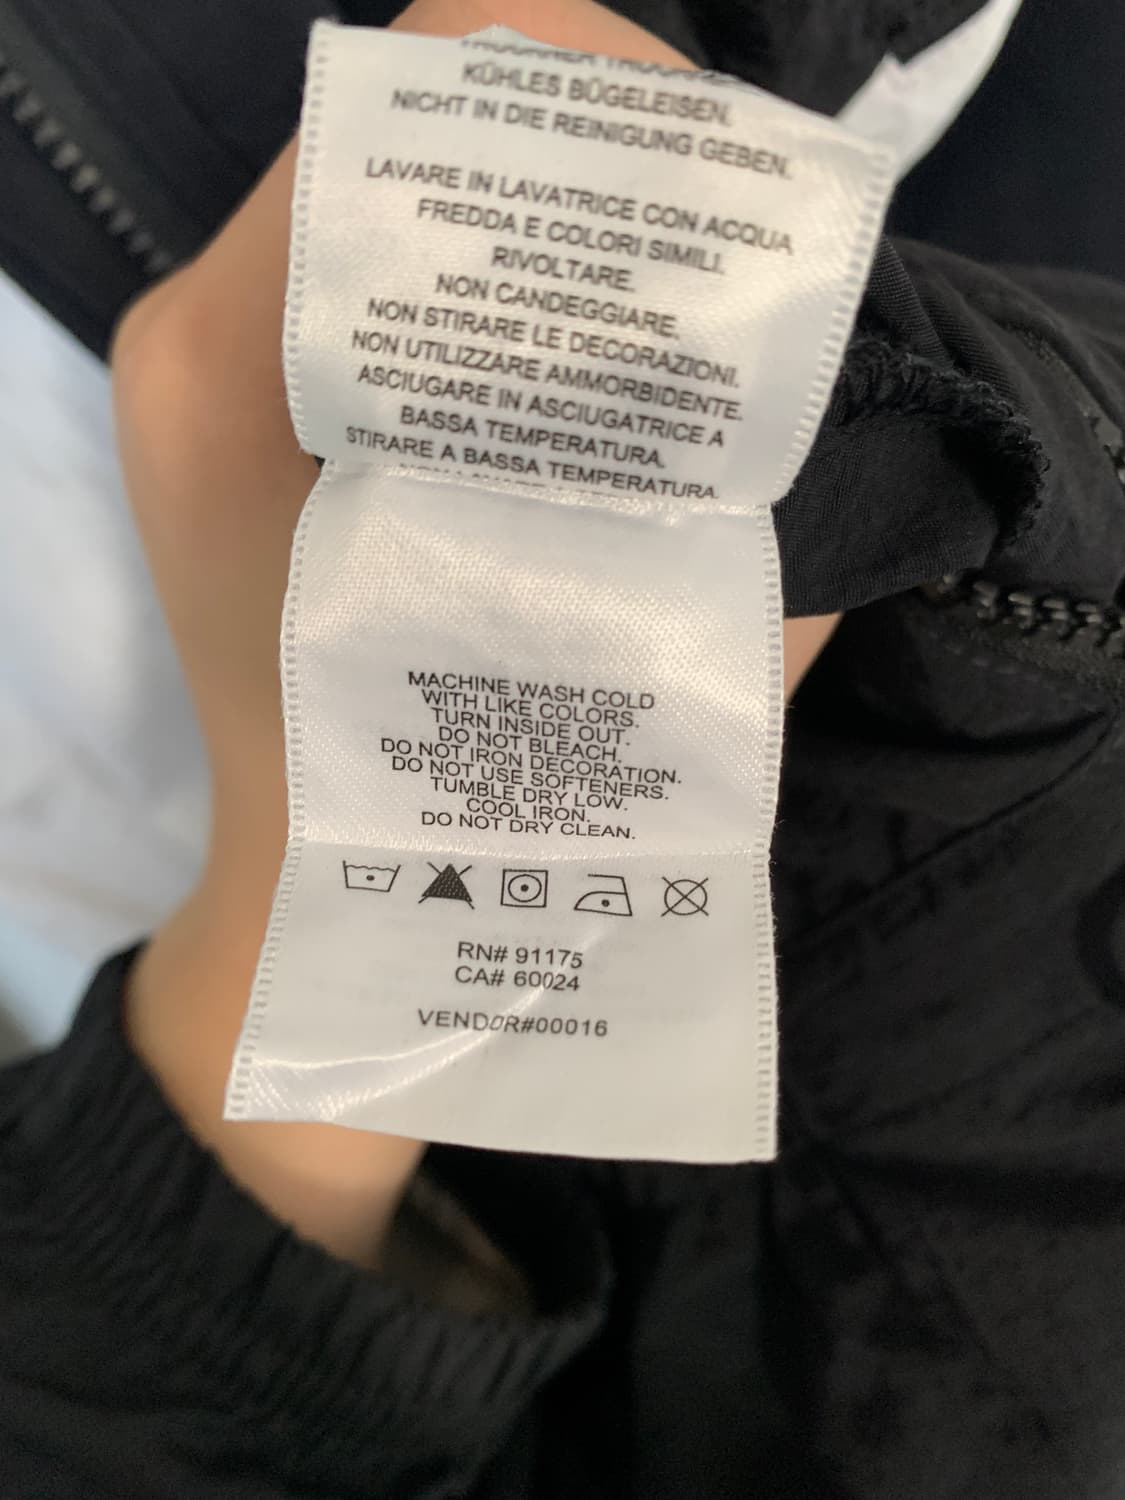 KÜHLES BÜGELEISEN.
NICHT IN DIE REINIGUNG GEBEN.
LAVARE IN LAVATRICE CON ACQUA
FREDDA E COLORI SIMILI.
RIVOLTARE.
NON CANDEGGIARE.
NON STIRARE LE DECORAZIONI.
NON UTILIZZARE AMMORBIDENTE.
ASCIUGARE IN ASCIUGATRICE A
BASSA TEMPERATURA.
STIRARE A BASSA TEMPERATURA.
MACHINE WASH COLD
WITH LIKE COLORS.
TURN INSIDE OUT.
DO NOT BLEACH.
DO NOT IRON DECORATION.
DO NOT USE SOFTENERS.
TUMBLE DRY LOW.
COOL IRON.
DO NOT DRY CLEAN.
RN# 91175
CA# 60024
VENDOR#00016